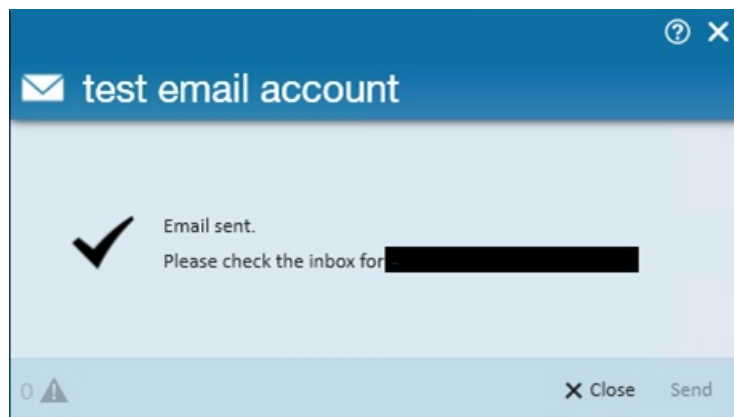 test email account
Email sent.
Please check the inbox for
0
Close Send